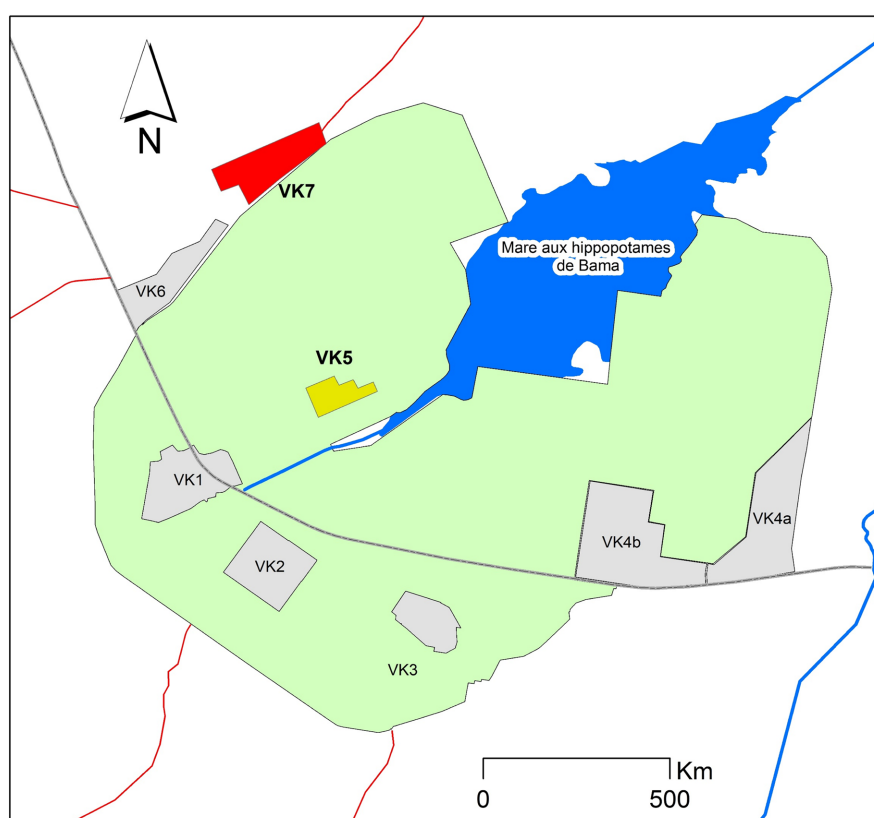 N
VK7
Mare aux hippopotames
de Bama
VK6
VK5
VK1
VK4a
VK4b
VK2
VK3
Km
0 500